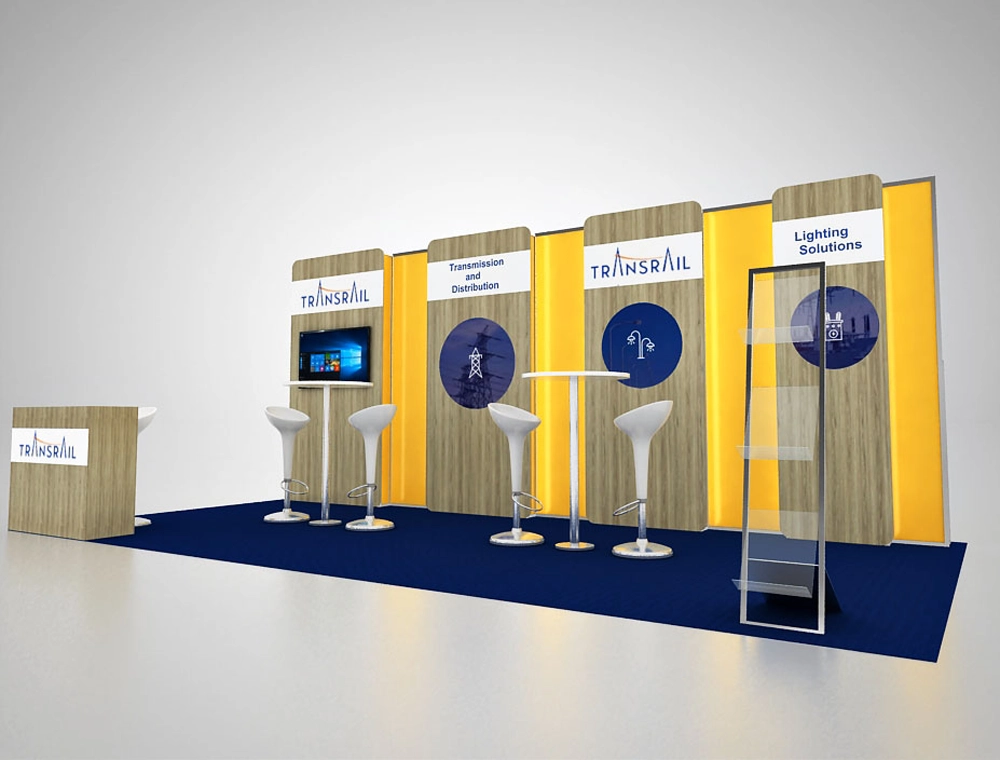 TRANSRAIL
Transmission
and
Distribution
TRANSRAIL
Lighting
Solutions
TRANSRAIL